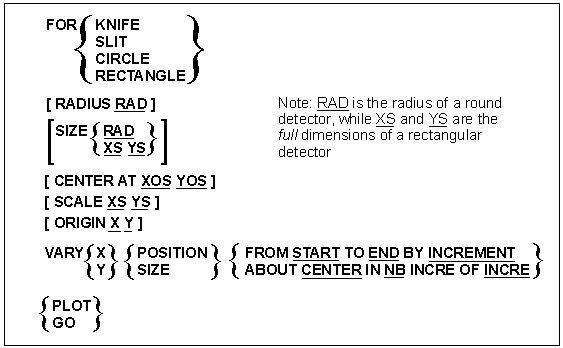 FOR { KNIFE
SLIT
CIRCLE
RECTANGLE }
[ RADIUS RAD ]
Note: RAD is the radius of a round
detector, while XS and YS are the
full dimensions of a rectangular
detector
[ SIZE { RAD
XS YS } ]
[ CENTER AT XOS YOS ]
[ SCALE XS YS ]
[ ORIGIN X Y ]
VARY { X } { POSITION } { FROM START TO END BY INCREMENT
{ Y } { SIZE } ABOUT CENTER IN NB INCRE OF INCRE }
{ PLOT
GO }